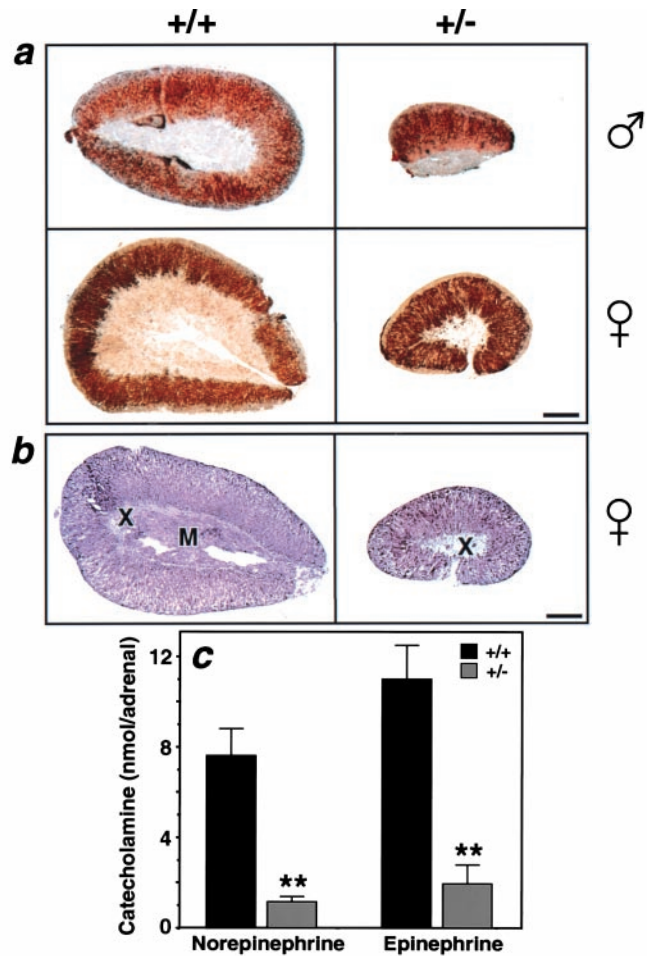 +/+ +/-
a
♂
♀
b
X M X
♀
c
+/+
+/-
Catecholamine (nmol/adrenal)
12
8
4
0
** **
Norepinephrine Epinephrine